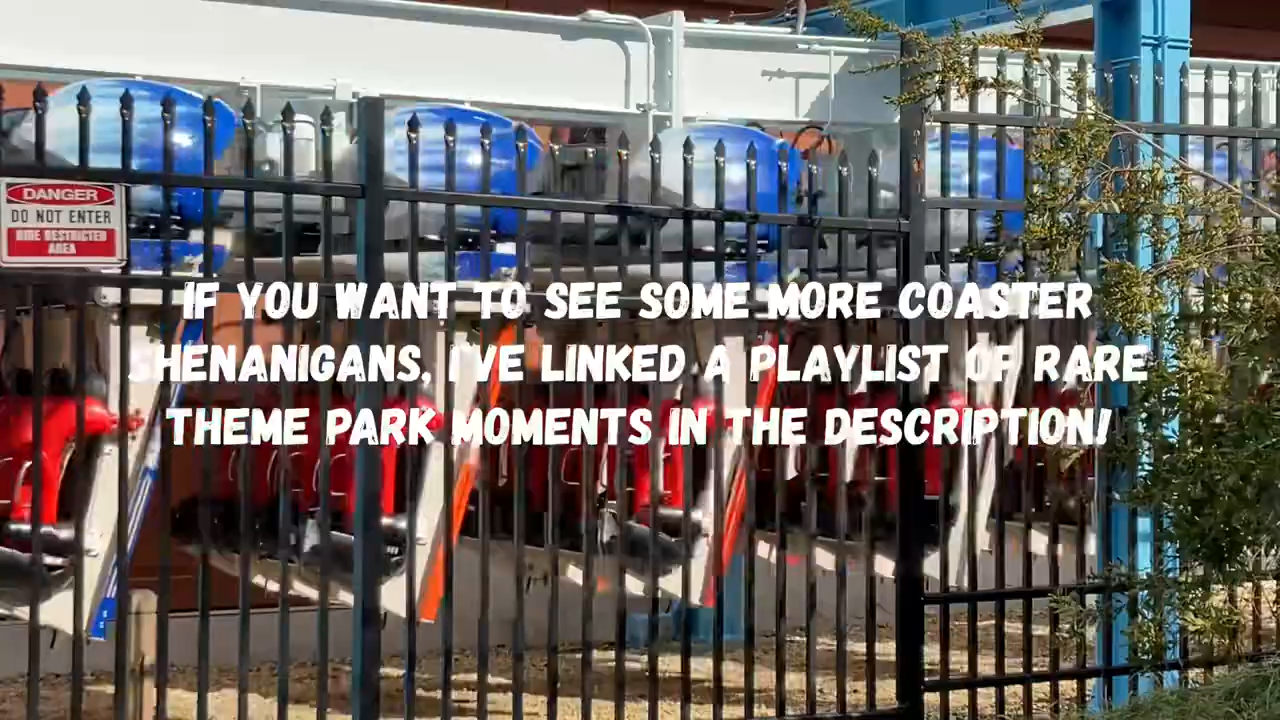 DANGER
DO NOT ENTER
RIDE RESTRICTED
AREA
IF YOU WANT TO SEE SOME MORE COASTER
SHENANIGANS, I'VE LINKED A PLAYLIST OF RARE
THEME PARK MOMENTS IN THE DESCRIPTION!